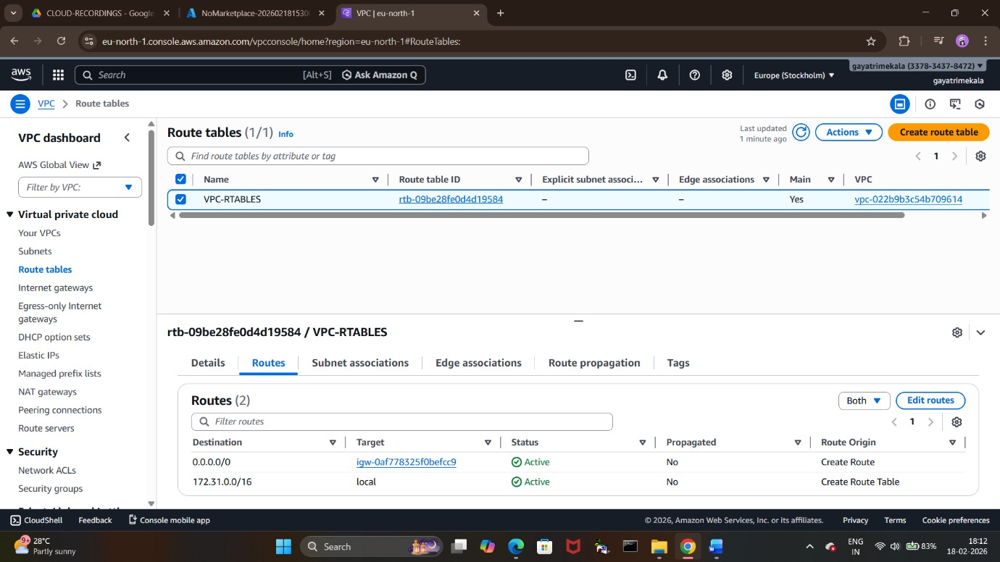 CLOUD-RECORDINGS - Google
NoMarketplace-202602181530
VPC | eu-north-1
eu-north-1.console.aws.amazon.com/vpcconsole/home?region=eu-north-1#RouteTables:
aws
Search [Alt+S] Ask Amazon Q
Europe (Stockholm)
gayatrimekala (3378-3437-8472)
gayatrimekala
VPC Route tables
VPC dashboard
AWS Global View
Filter by VPC:
Virtual private cloud
Your VPCs
Subnets
Route tables
Internet gateways
Egress-only Internet
gateways
DHCP option sets
Elastic IPs
Managed prefix lists
NAT gateways
Peering connections
Route servers
Security
Network ACLs
Security groups
Route tables (1/1) Info
Last updated
1 minute ago
Actions
Create route table
Find route tables by attribute or tag
1
Name Route table ID Explicit subnet associ... Edge associations Main VPC
VPC-RTABLES rtb-09be28fe0d4d19584 – – Yes vpc-022b9b3c54b709614
rtb-09be28fe0d4d19584 / VPC-RTABLES
Details Routes Subnet associations Edge associations Route propagation Tags
Routes (2)
Both
Edit routes
Filter routes
1
Destination Target Status Propagated Route Origin
0.0.0.0/0 igw-0af778325f0befcc9 Active No Create Route
172.31.0.0/16 local Active No Create Route Table
CloudShell Feedback Console mobile app
© 2026, Amazon Web Services, Inc. or its affiliates. Privacy Terms Cookie preferences
9+
28°C
Partly sunny
Search
ENG
IN
83%
18:12
18-02-2026